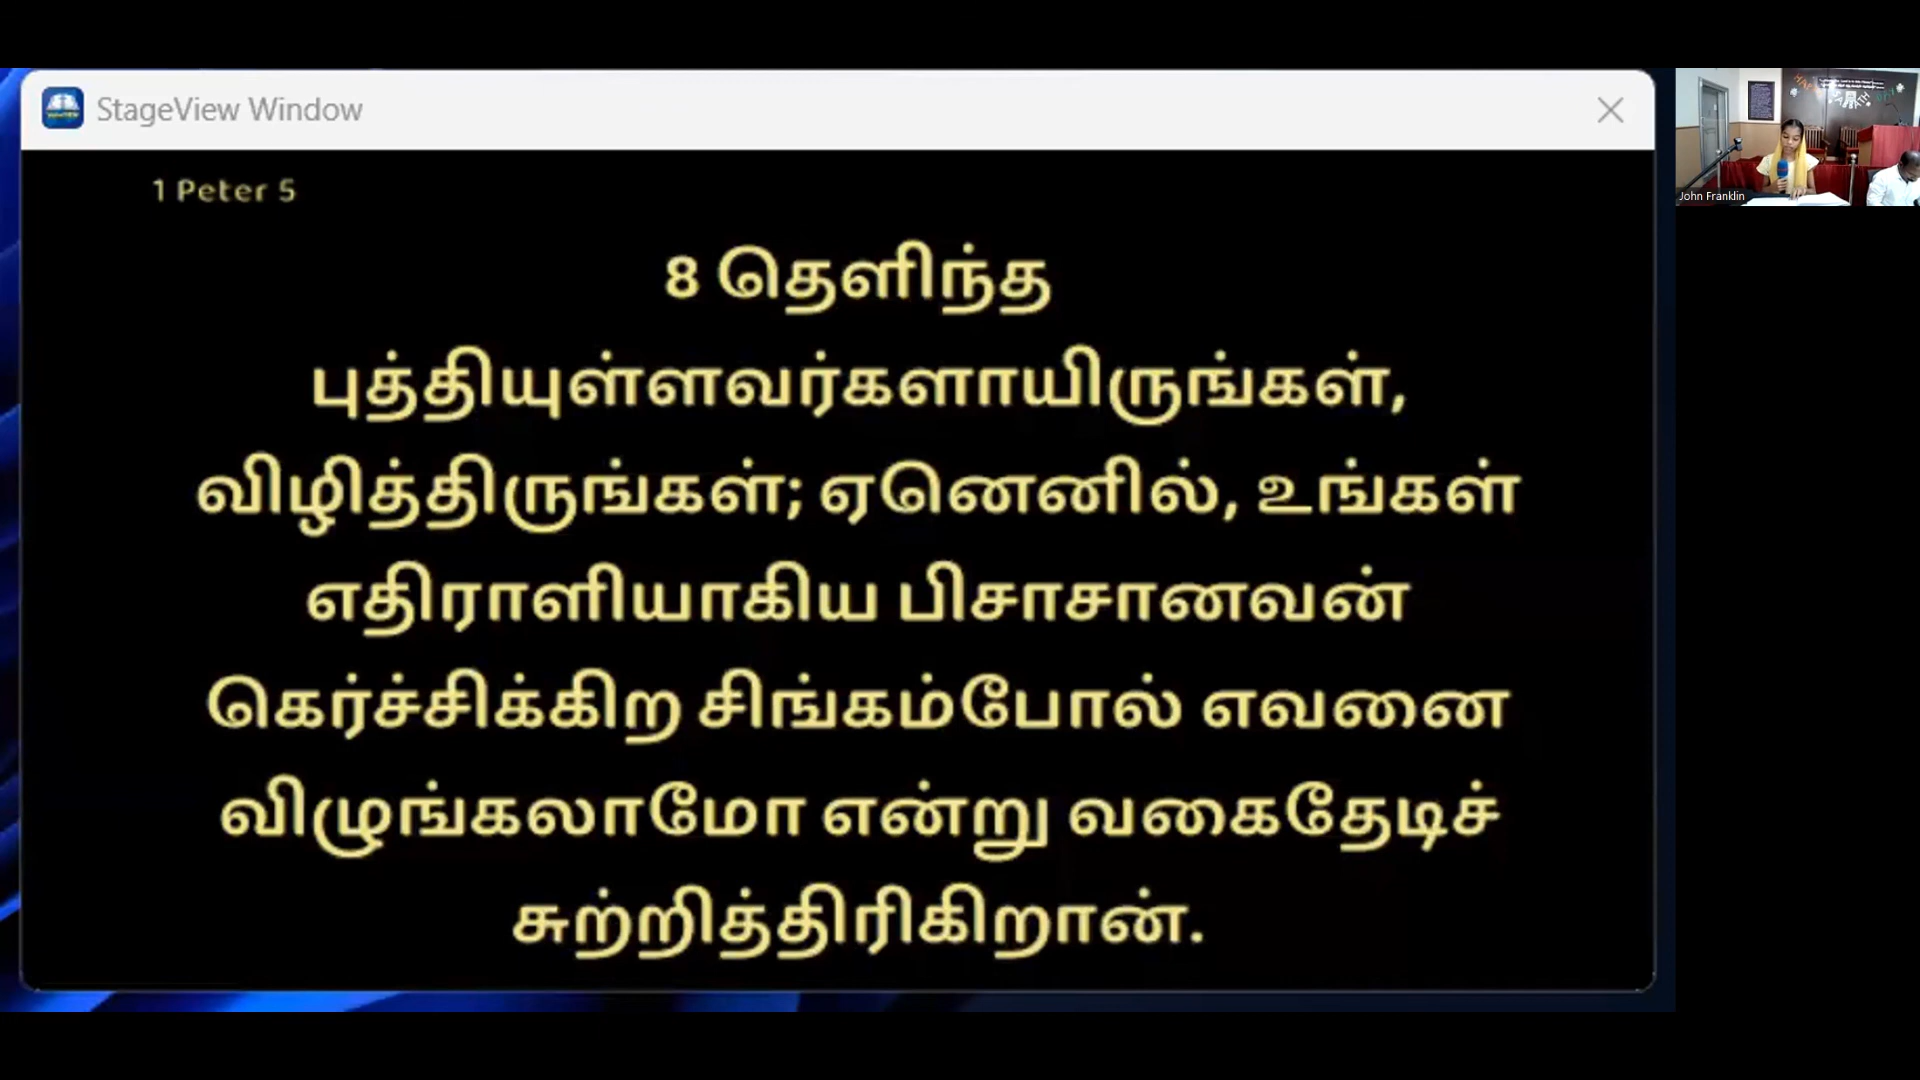 StageView Window
1 Peter 5
8 தெளிந்த
புத்தியுள்ளவர்களாயிருங்கள்,
விழித்திருங்கள்; ஏனெனில், உங்கள்
எதிராளியாகிய பிசாசானவன்
கெர்ச்சிக்கிற சிங்கம்போல் எவனை
விழுங்கலாமோ என்று வகைதேடிச்
சுற்றித்திரிகிறான்.
John Franklin